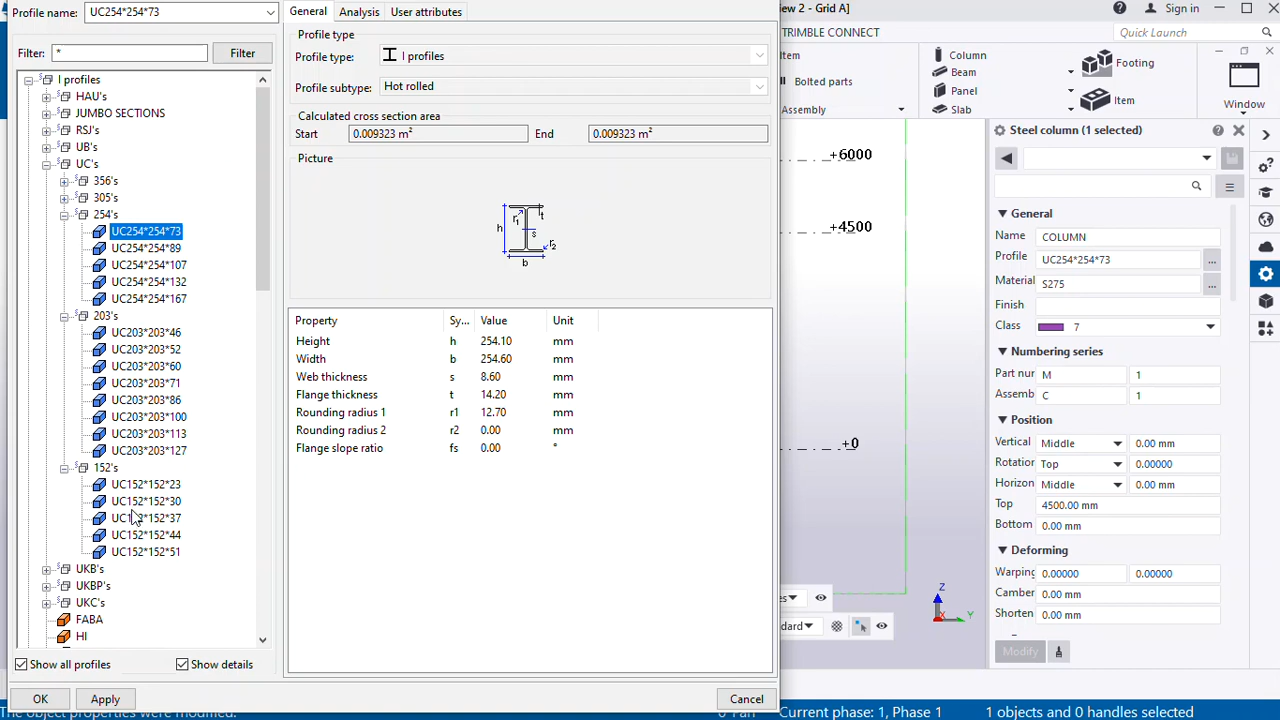 Profile name: UC254*254*73
Filter: * Filter
I profiles
HAU's
JUMBO SECTIONS
RSJ's
UB's
UC's
356's
305's
254's
UC254*254*73
UC254*254*89
UC254*254*107
UC254*254*132
UC254*254*167
203's
UC203*203*46
UC203*203*52
UC203*203*60
UC203*203*71
UC203*203*86
UC203*203*100
UC203*203*113
UC203*203*127
152's
UC152*152*23
UC152*152*30
UC152*152*37
UC152*152*44
UC152*152*51
UKB's
UKBP's
UKC's
FABA
HI
Show all profiles Show details
OK Apply Cancel
General Analysis User attributes
Profile type
Profile type: I profiles
Profile subtype: Hot rolled
Calculated cross section area
Start 0.009323 m² End 0.009323 m²
Picture
h r1 t s r2 b
Property Sy... Value Unit
Height h 254.10 mm
Width b 254.60 mm
Web thickness s 8.60 mm
Flange thickness t 14.20 mm
Rounding radius 1 r1 12.70 mm
Rounding radius 2 r2 0.00 mm
Flange slope ratio fs 0.00 °
2 - Grid A] Sign in
TRIMBLE CONNECT Quick Launch
Item Column Footing
Bolted parts Beam
Panel Item
Assembly Slab Window
+6000
+4500
+0
Z
X Y
Steel column (1 selected)
General
Name COLUMN
Profile UC254*254*73 ...
Material S275 ...
Finish
Class 7
Numbering series
Part nur M 1
Assemb C 1
Position
Vertical Middle 0.00 mm
Rotation Top 0.00000
Horizon Middle 0.00 mm
Top 4500.00 mm
Bottom 0.00 mm
Deforming
Warping 0.00000 0.00000
Camber 0.00 mm
Shorten 0.00 mm
Modify
The object properties were modified. Pan Current phase: 1, Phase 1 1 objects and 0 handles selected